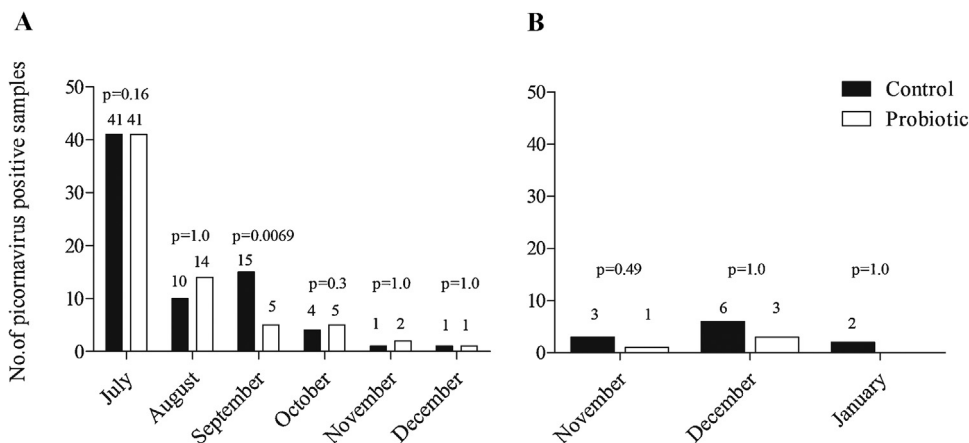 A
No.of picornavirus positive samples
50
40
30
20
10
0
p=0.16
41 41
p=1.0
10 14
p=0.0069
15 5
p=0.3
4 5
p=1.0
1 2
p=1.0
1 1
July
August
September
October
November
December
B
50
40
30
20
10
0
Control
Probiotic
p=0.49
3 1
p=1.0
6 3
p=1.0
2
November
December
January